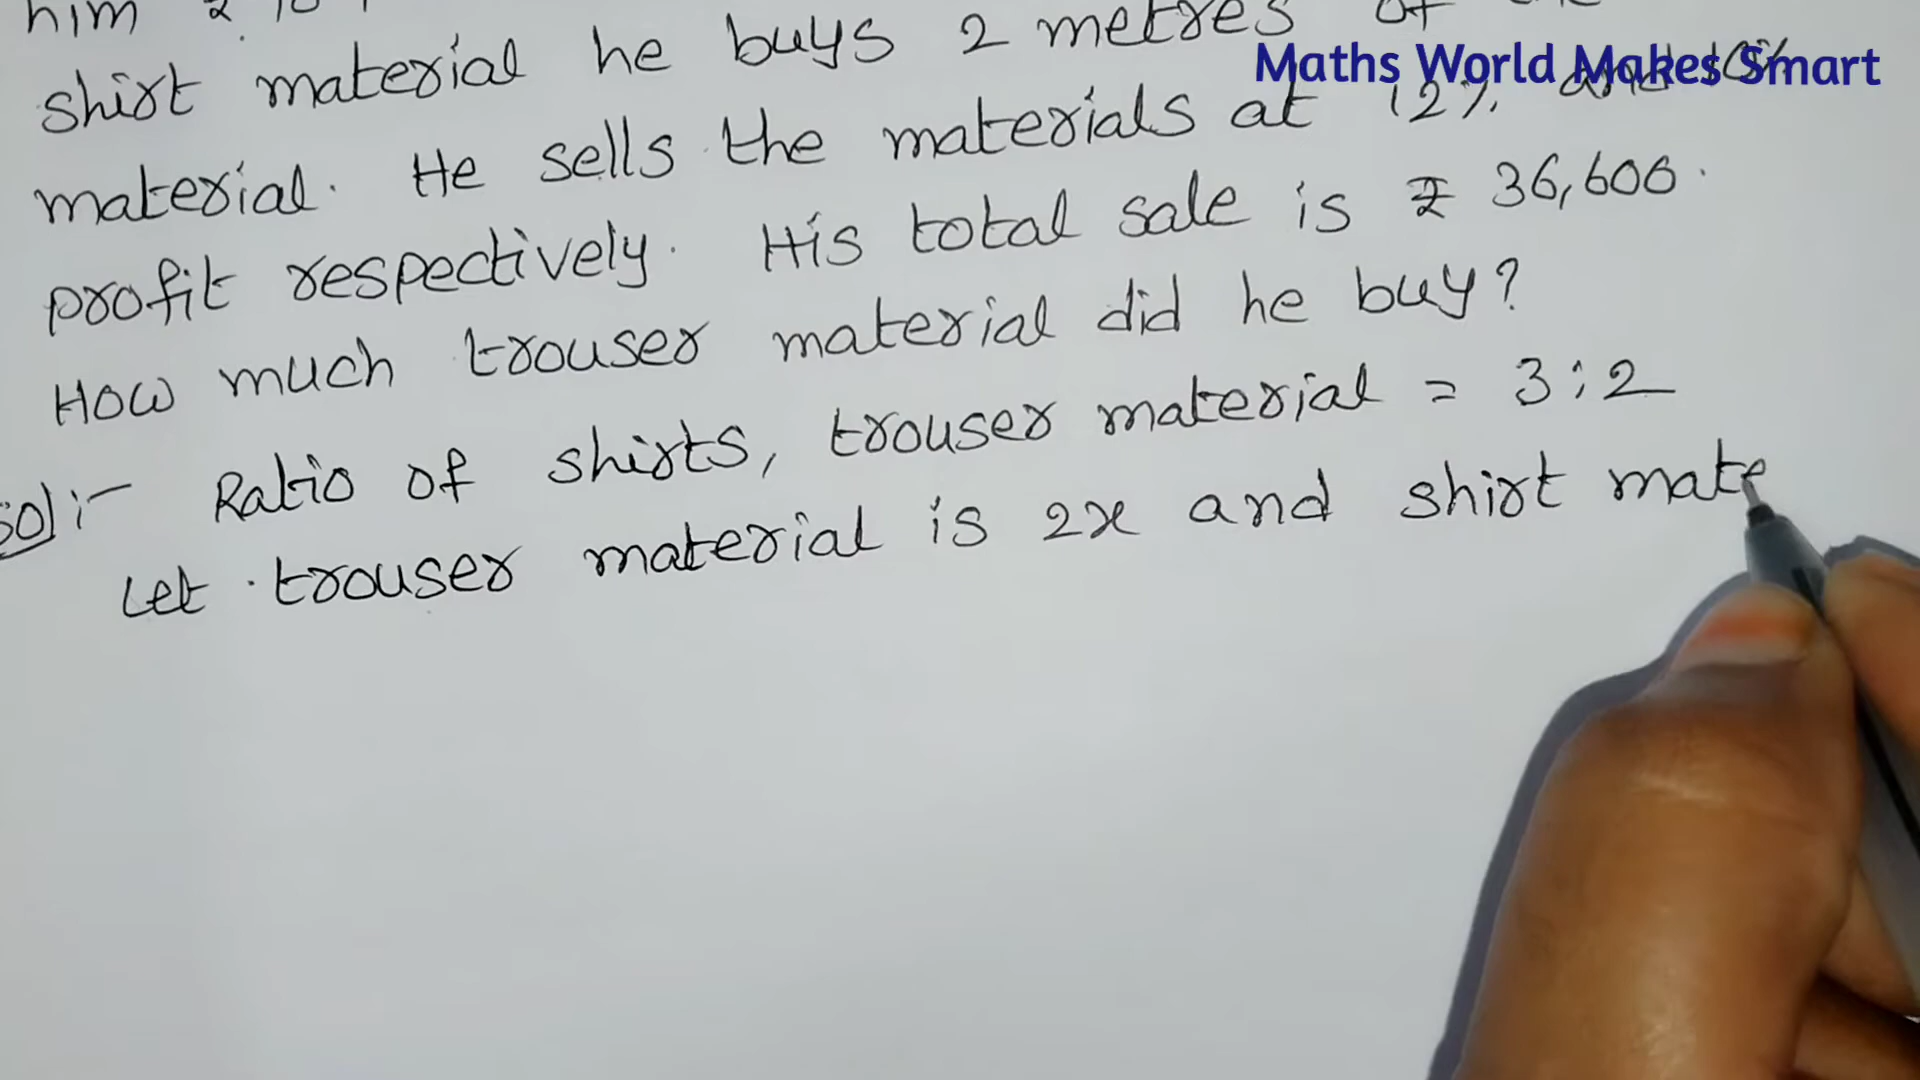 him ₹
shirt material he buys 2 metres of
Maths World Makes Smart
material. He sells the materials at 12% and 10%
profit respectively. His total sale is ₹ 36,600.
How much trouser material did he buy?
Sol:- Ratio of shirts, trouser material = 3:2
Let trouser material is 2x and shirt mate